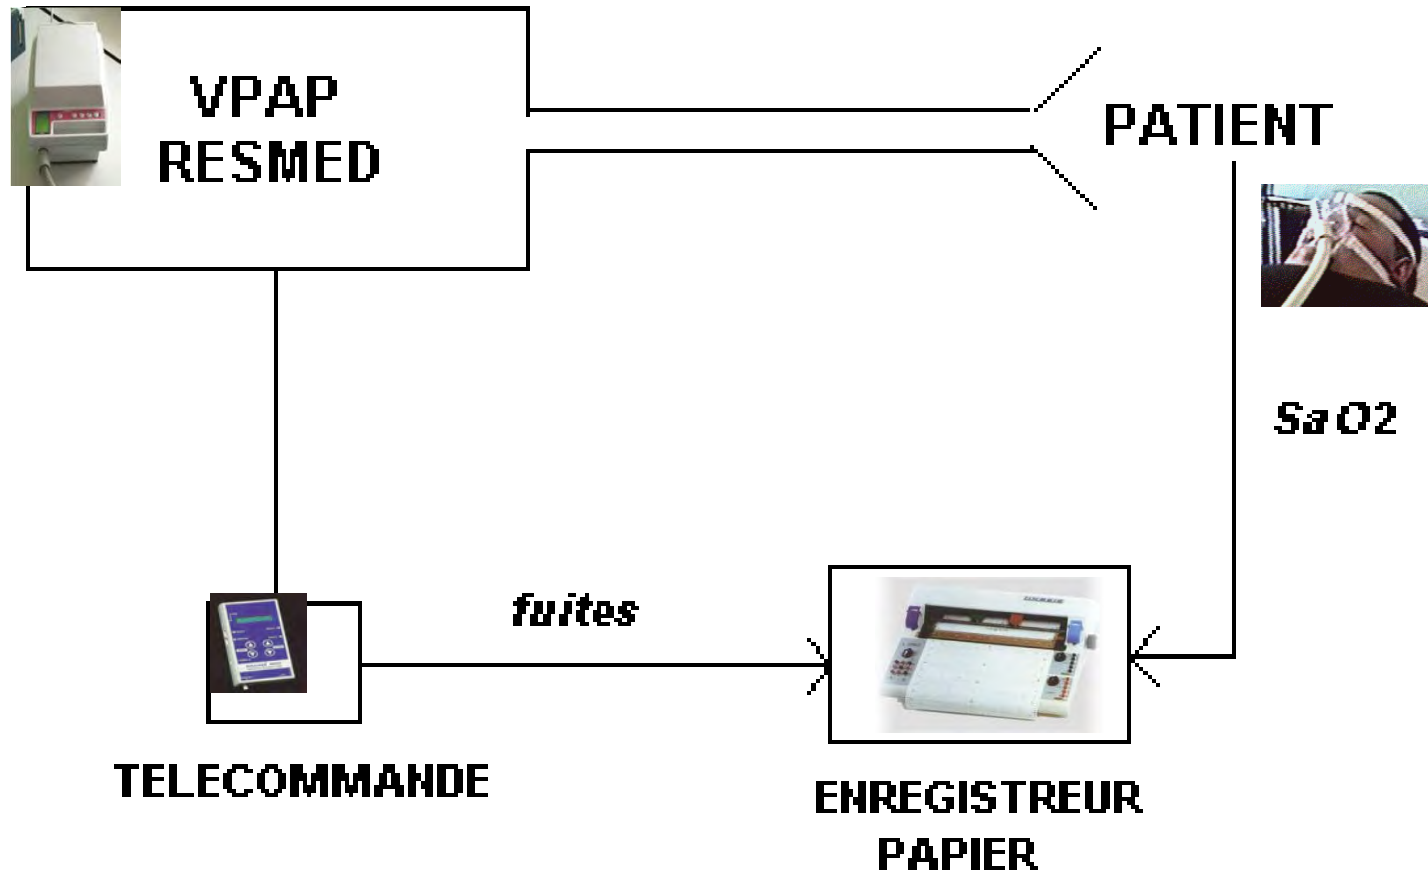 VPAP
RESMED
PATIENT
SaO2
fuites
TELECOMMANDE
ENREGISTREUR
PAPIER